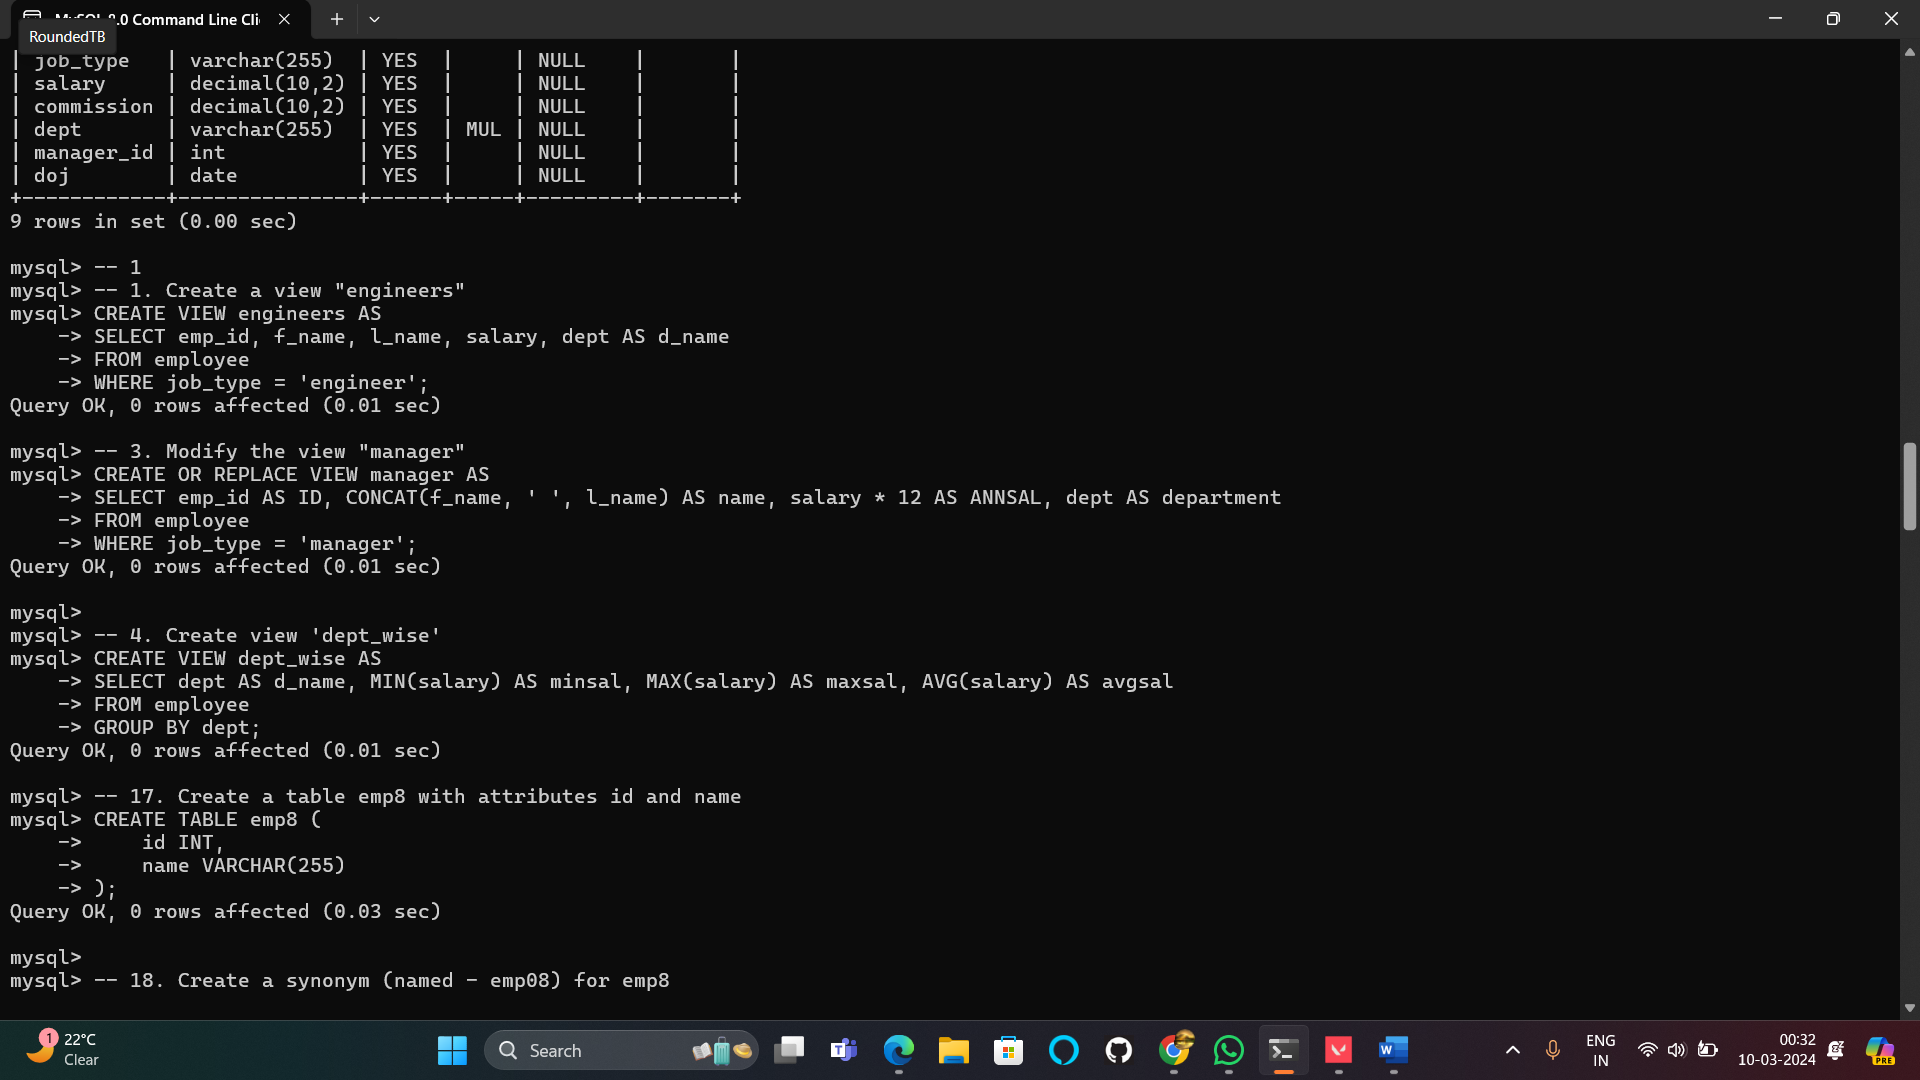 MySQL 8.0 Command Line Cli
RoundedTB
| job_type   | varchar(255)  | YES  |     | NULL    |       |
| salary     | decimal(10,2) | YES  |     | NULL    |       |
| commission | decimal(10,2) | YES  |     | NULL    |       |
| dept       | varchar(255)  | YES  | MUL | NULL    |       |
| manager_id | int           | YES  |     | NULL    |       |
| doj        | date          | YES  |     | NULL    |       |
+------------+---------------+------+-----+---------+-------+
9 rows in set (0.00 sec)
mysql> -- 1
mysql> -- 1. Create a view "engineers"
mysql> CREATE VIEW engineers AS
    -> SELECT emp_id, f_name, l_name, salary, dept AS d_name
    -> FROM employee
    -> WHERE job_type = 'engineer';
Query OK, 0 rows affected (0.01 sec)
mysql> -- 3. Modify the view "manager"
mysql> CREATE OR REPLACE VIEW manager AS
    -> SELECT emp_id AS ID, CONCAT(f_name, ' ', l_name) AS name, salary * 12 AS ANNSAL, dept AS department
    -> FROM employee
    -> WHERE job_type = 'manager';
Query OK, 0 rows affected (0.01 sec)
mysql>
mysql> -- 4. Create view 'dept_wise'
mysql> CREATE VIEW dept_wise AS
    -> SELECT dept AS d_name, MIN(salary) AS minsal, MAX(salary) AS maxsal, AVG(salary) AS avgsal
    -> FROM employee
    -> GROUP BY dept;
Query OK, 0 rows affected (0.01 sec)
mysql> -- 17. Create a table emp8 with attributes id and name
mysql> CREATE TABLE emp8 (
    ->     id INT,
    ->     name VARCHAR(255)
    -> );
Query OK, 0 rows affected (0.03 sec)
mysql>
mysql> -- 18. Create a synonym (named - emp08) for emp8
1
22°C
Clear
Search
ENG
IN
00:32
10-03-2024
PRE